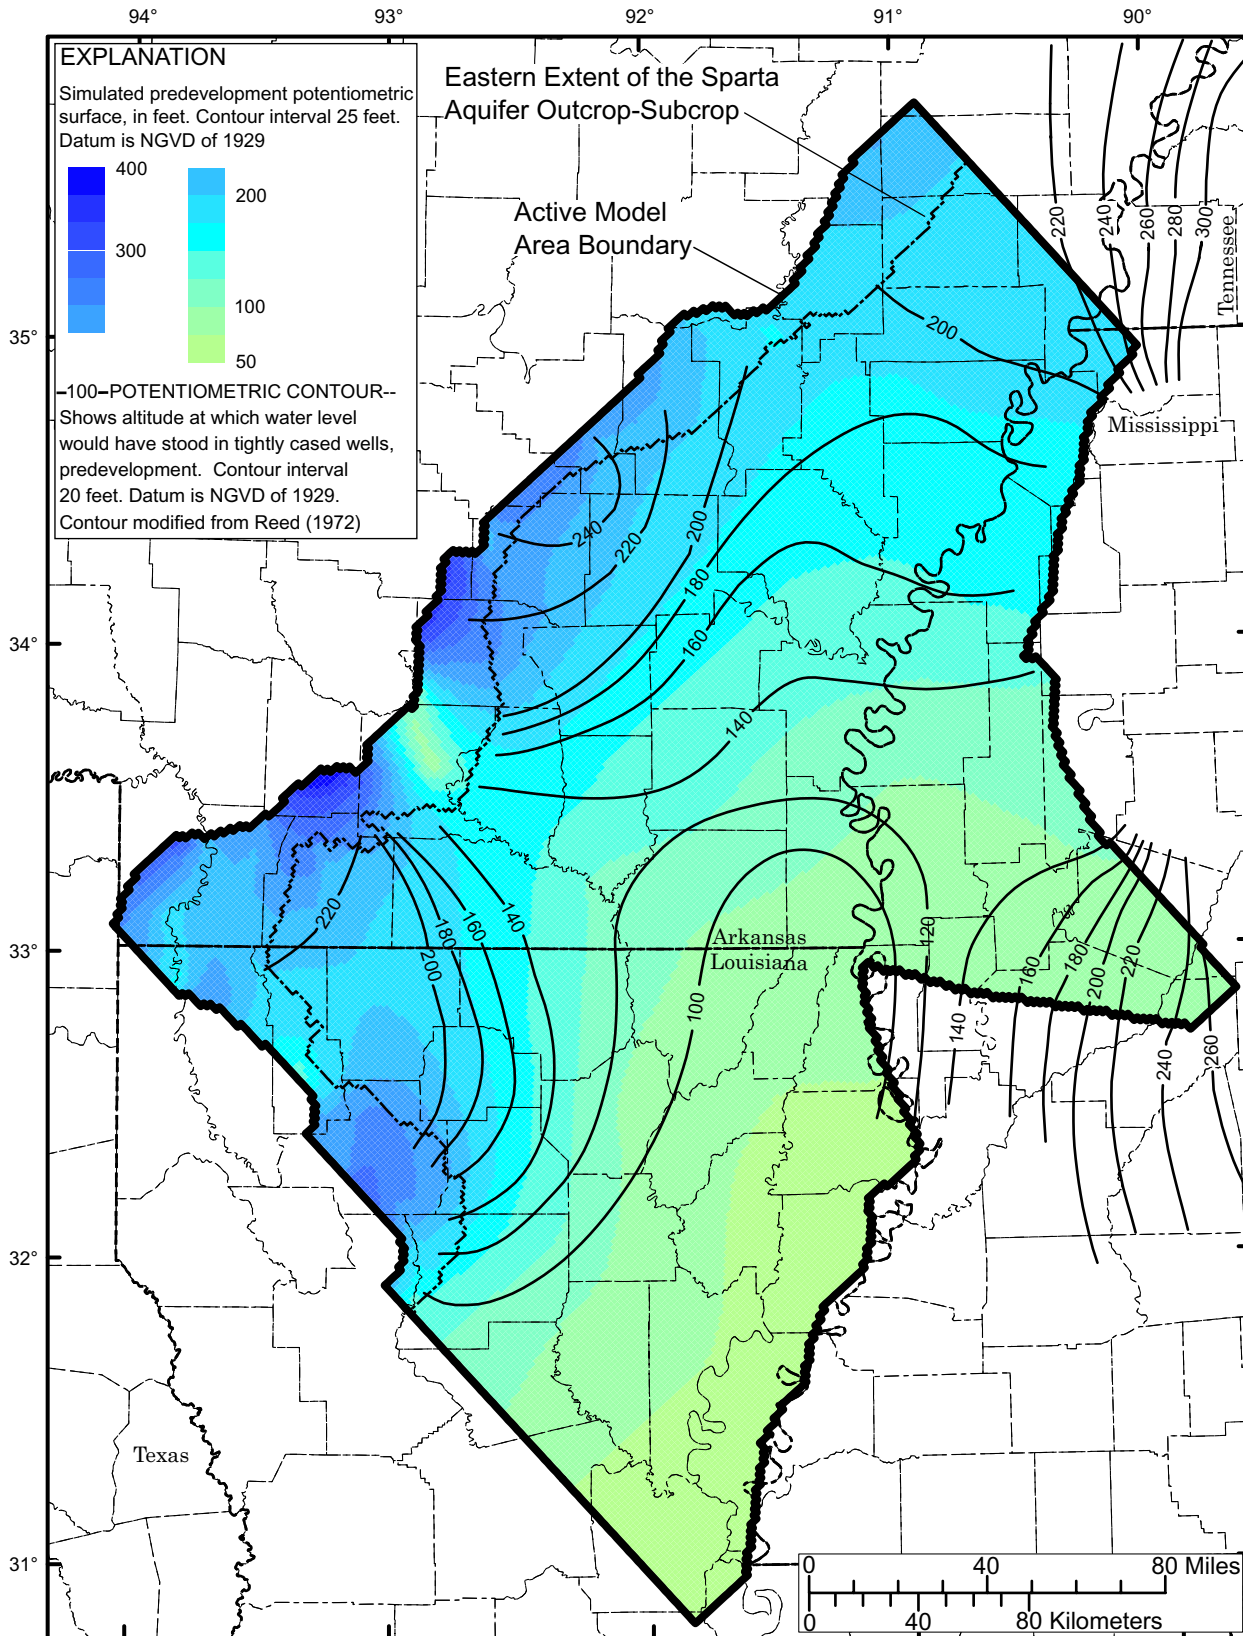 94°
93°
92°
91°
90°
EXPLANATION
Simulated predevelopment potentiometric
surface, in feet. Contour interval 25 feet.
Datum is NGVD of 1929
400
300
200
100
50
–100–POTENTIOMETRIC CONTOUR--
Shows altitude at which water level
would have stood in tightly cased wells,
predevelopment. Contour interval
20 feet. Datum is NGVD of 1929.
Contour modified from Reed (1972)
Eastern Extent of the Sparta
Aquifer Outcrop-Subcrop
Active Model
Area Boundary
220
240
260
280
300
Tennessee
35°
200
Mississippi
240
220
200
180
160
34°
140
220
200
180
160
140
33°
Arkansas
Louisiana
120
100
140
160
180
200
220
240
260
32°
Texas
31°
0 40 80 Miles
0 40 80 Kilometers